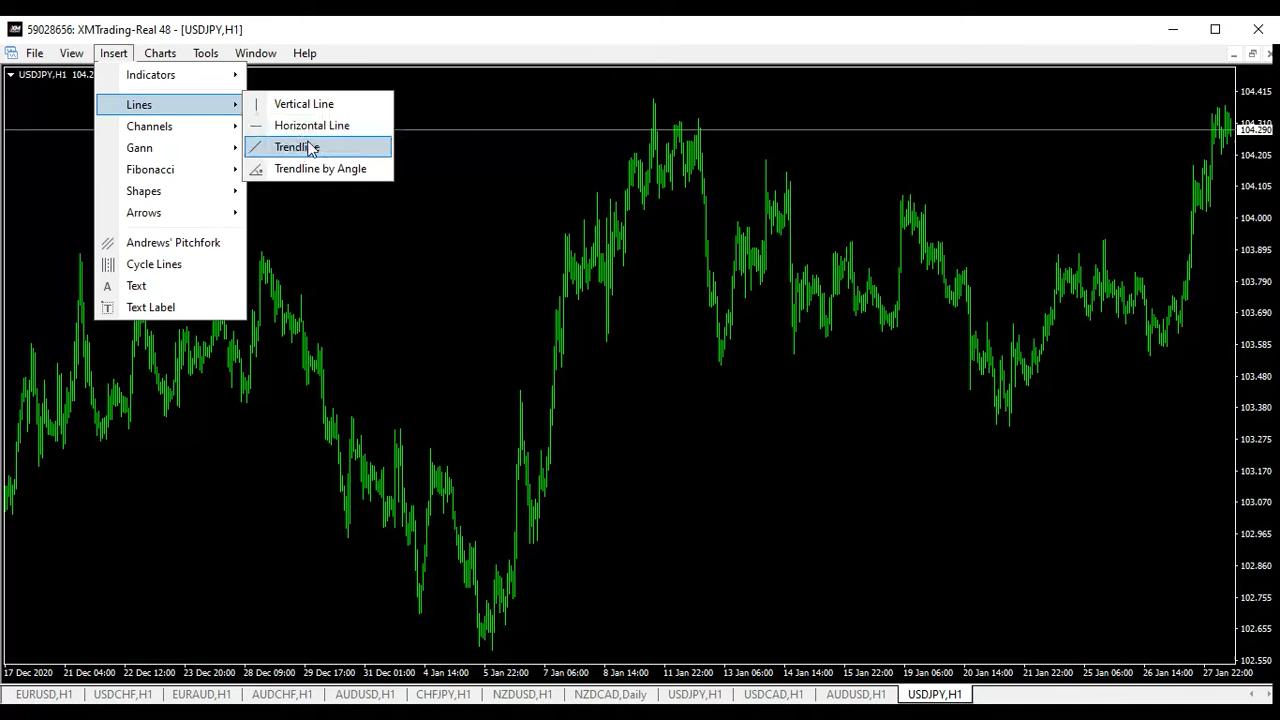 59028656: XMTrading-Real 48 - [USDJPY,H1]
File View Insert Charts Tools Window Help
USDJPY,H1 104.2
Indicators
Lines
Channels
Gann
Fibonacci
Shapes
Arrows
Andrews' Pitchfork
Cycle Lines
A Text
T Text Label
Vertical Line
Horizontal Line
Trendline
Trendline by Angle
104.415
104.310
104.290
104.205
104.105
104.000
103.895
103.790
103.690
103.585
103.480
103.380
103.275
103.170
103.070
102.965
102.860
102.755
102.655
102.550
17 Dec 2020 21 Dec 04:00 22 Dec 12:00 23 Dec 20:00 28 Dec 09:00 29 Dec 17:00 31 Dec 01:00 4 Jan 14:00 5 Jan 22:00 7 Jan 06:00 8 Jan 14:00 11 Jan 22:00 13 Jan 06:00 14 Jan 14:00 15 Jan 22:00 19 Jan 06:00 20 Jan 14:00 21 Jan 22:00 25 Jan 06:00 26 Jan 14:00 27 Jan 22:00
EURUSD,H1 USDCHF,H1 EURAUD,H1 AUDCHF,H1 AUDUSD,H1 CHFJPY,H1 NZDUSD,H1 NZDCAD,Daily USDJPY,H1 USDCAD,H1 AUDUSD,H1 USDJPY,H1